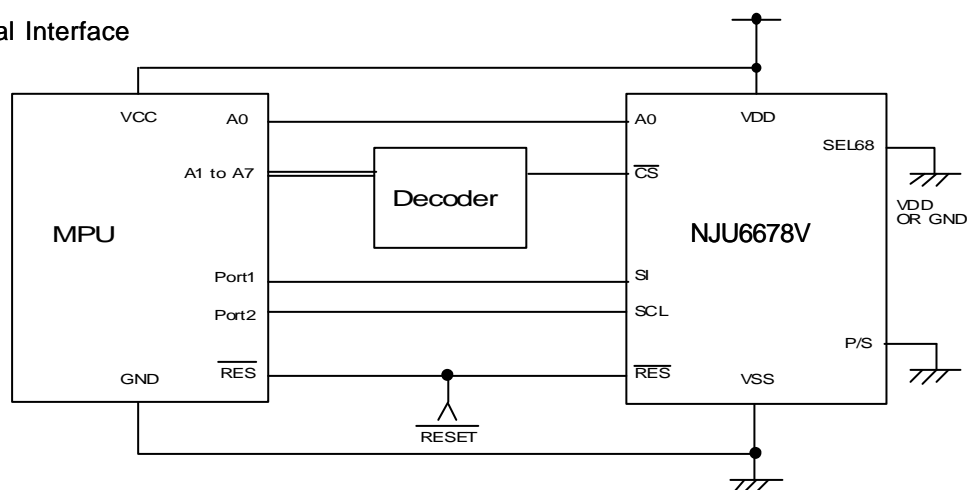 al Interface
VCC
A0
A1 to A7
MPU
Port1
Port2
RES
GND
Decoder
RESET
A0
VDD
SEL68
CS
VDD
OR GND
NJU6678V
SI
SCL
P/S
RES
VSS